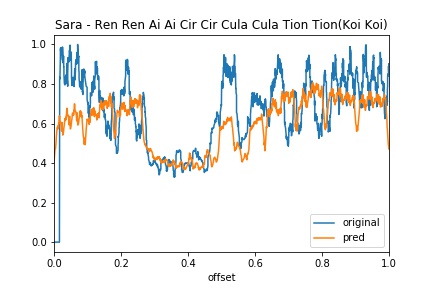 Sara - Ren Ren Ai Ai Cir Cir Cula Cula Tion Tion(Koi Koi)
1.0
0.8
0.6
0.4
0.2
0.0
original
pred
0.0 0.2 0.4 0.6 0.8 1.0
offset